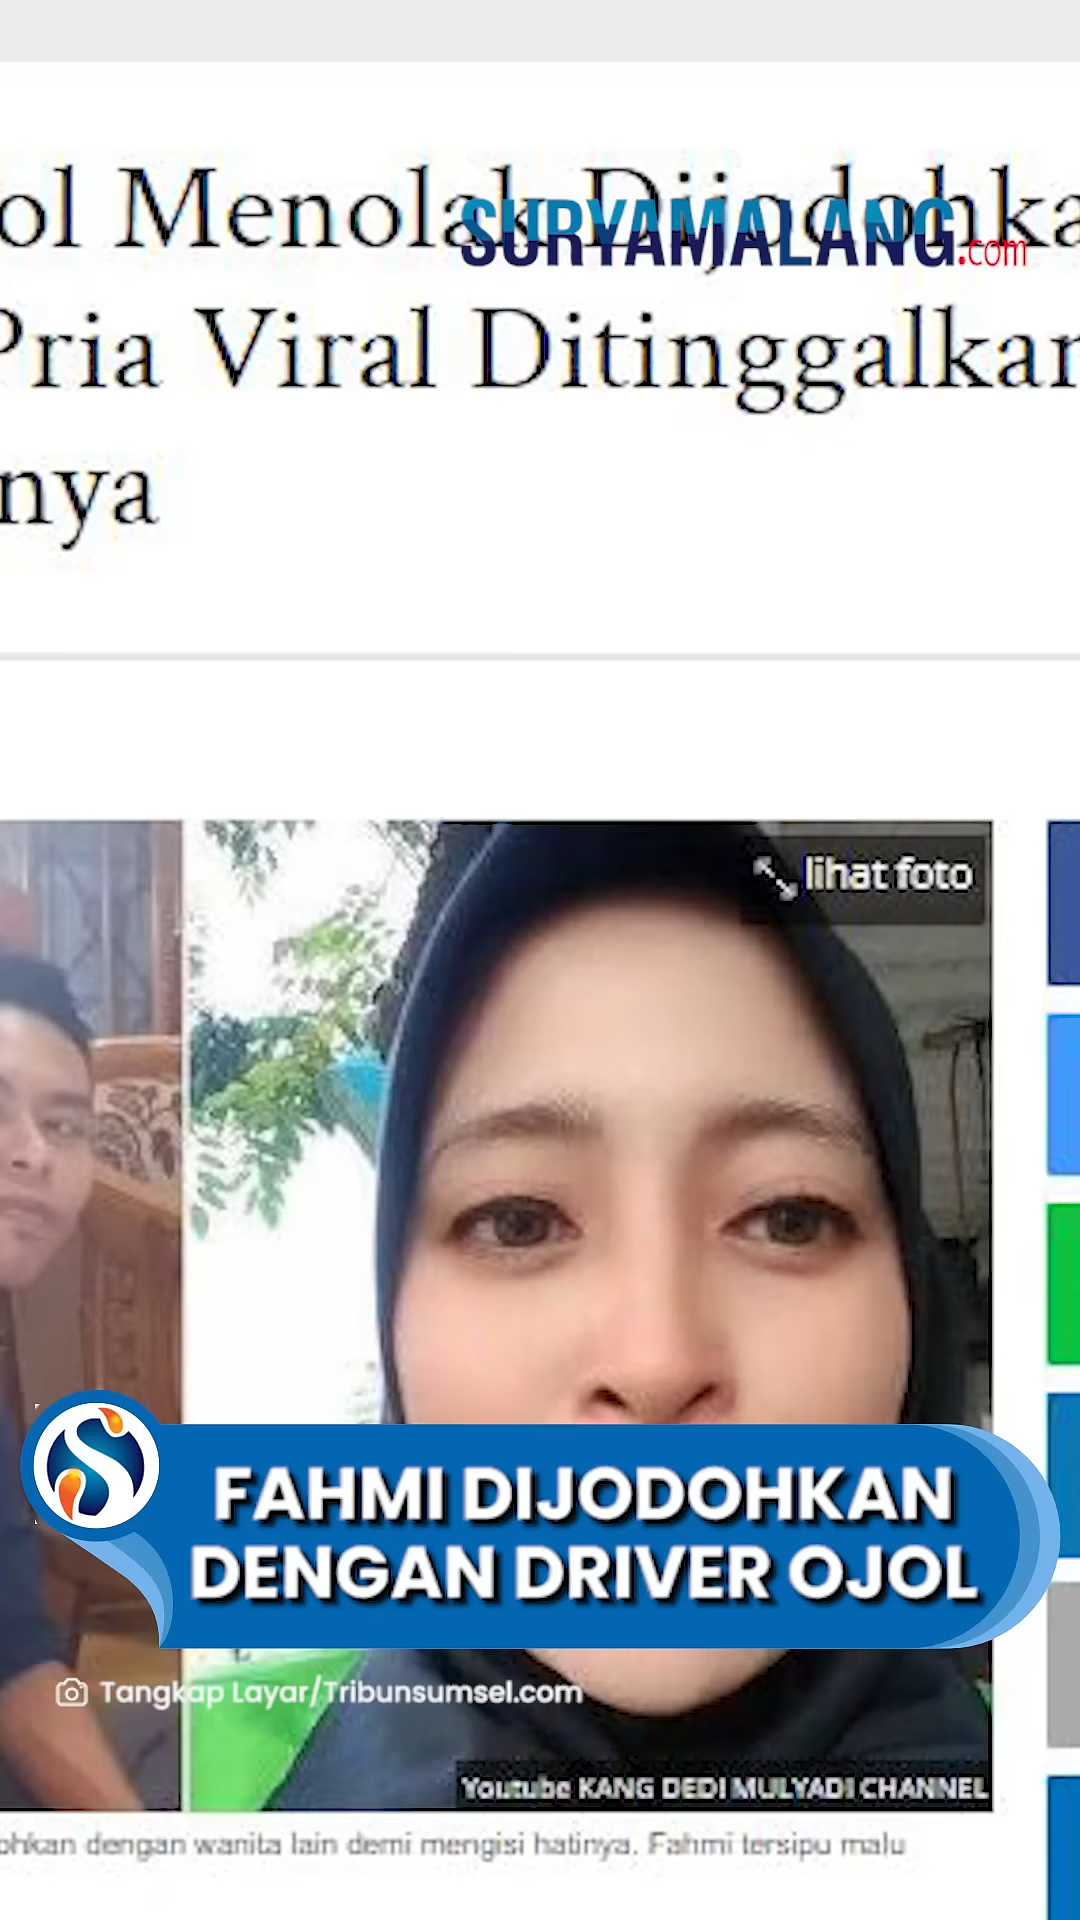 ol Menolak Dijodohka
SURYAMALANG.com
Pria Viral Ditinggalkan
nya
lihat foto
FAHMI DIJODOHKAN
DENGAN DRIVER OJOL
Tangkap Layar/Tribunsumsel.com
Youtube KANG DEDI MULYADI CHANNEL
ohkan dengan wanita lain demi mengisi hatinya. Fahmi tersipu malu